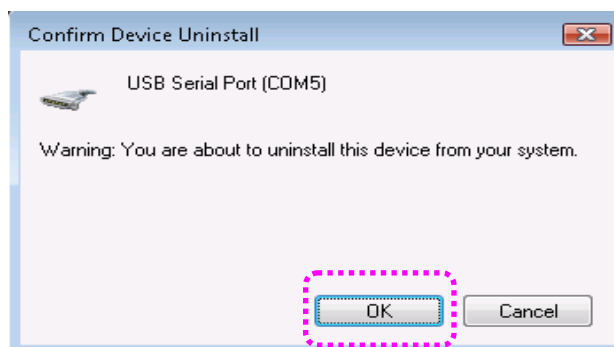 Confirm Device Uninstall
USB Serial Port (COM5)
Warning: You are about to uninstall this device from your system.
OK
Cancel